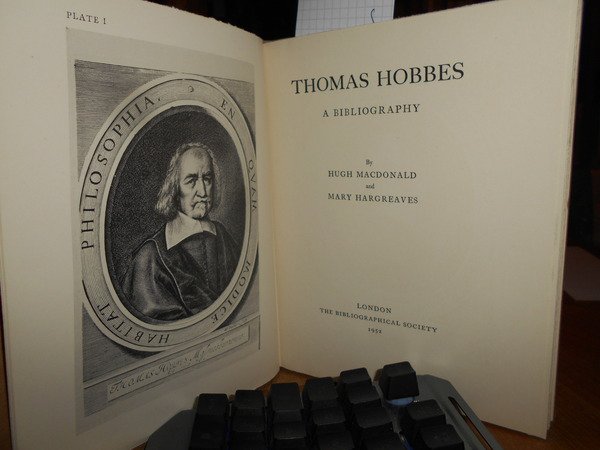 PLATE I
EN QVAM MODICE HABITAT PHILOSOPHIA.
THOMAS HOBBES
A BIBLIOGRAPHY
By
HUGH MACDONALD
and
MARY HARGREAVES
LONDON
THE BIBLIOGRAPHICAL SOCIETY
1952